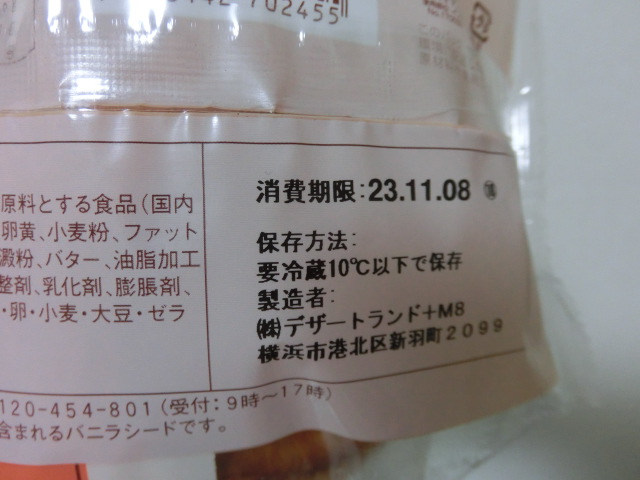 702455
原料とする食品(国内
卵黄、小麦粉、ファット
澱粉、バター、油脂加工
整剤、乳化剤、膨脹剤、
・卵・小麦・大豆・ゼラ
消費期限:23.11.08
保存方法:
要冷蔵10℃以下で保存
製造者:
㈱デザートランド+M8
横浜市港北区新羽町2099
120-454-801(受付:9時～17時)
含まれるバニラシードです。